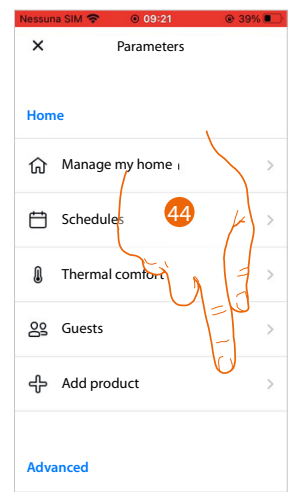 Nessuna SIM 09:21 39%
Parameters
Home
Manage my home
Schedules
44
Thermal comfort
Guests
Add product
Advanced